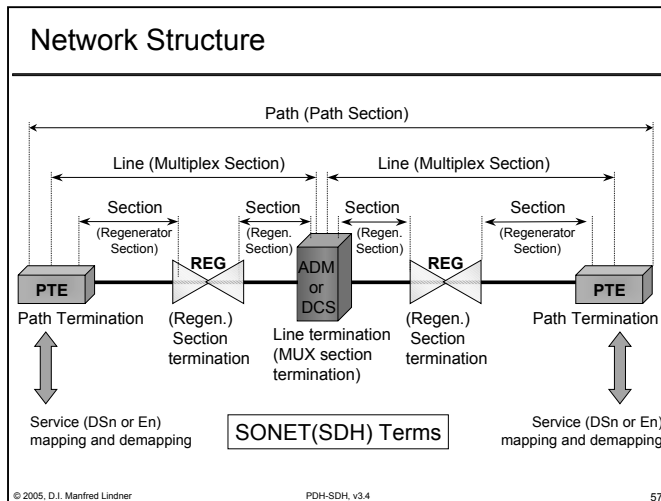 Network Structure
Path (Path Section)
Line (Multiplex Section)
Line (Multiplex Section)
Section
(Regenerator
Section)
Section
(Regen.
Section)
Section
(Regen.
Section)
Section
(Regenerator
Section)
REG
ADM
or
DCS
REG
PTE
PTE
Path Termination
(Regen.)
Section
termination
Line termination
(MUX section
termination)
(Regen.)
Section
termination
Path Termination
Service (DSn or En)
mapping and demapping
SONET(SDH) Terms
Service (DSn or En)
mapping and demapping
© 2005, D.I. Manfred Lindner
PDH-SDH, v3.4
57